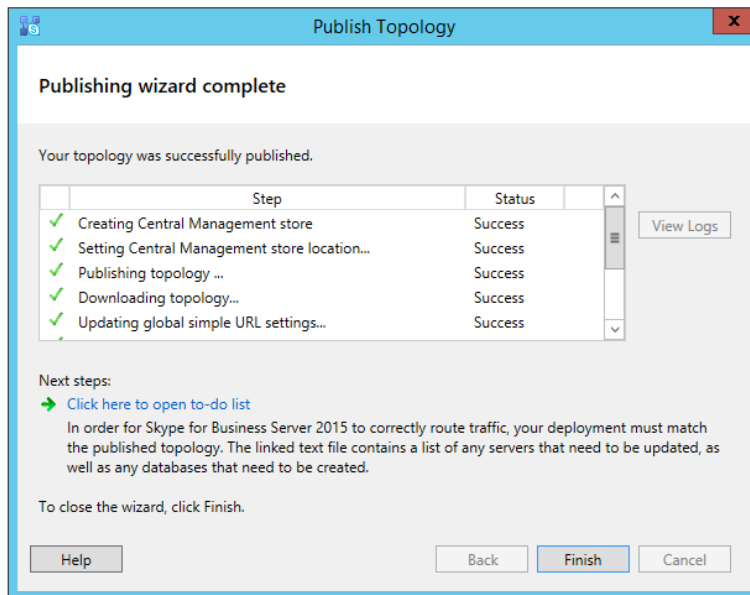 Publish Topology
x
Publishing wizard complete
Your topology was successfully published.
Step Status
Creating Central Management store Success
Setting Central Management store location... Success
Publishing topology ... Success
Downloading topology... Success
Updating global simple URL settings... Success
View Logs
Next steps:
Click here to open to-do list
In order for Skype for Business Server 2015 to correctly route traffic, your deployment must match
the published topology. The linked text file contains a list of any servers that need to be updated, as
well as any databases that need to be created.
To close the wizard, click Finish.
Help Back Finish Cancel